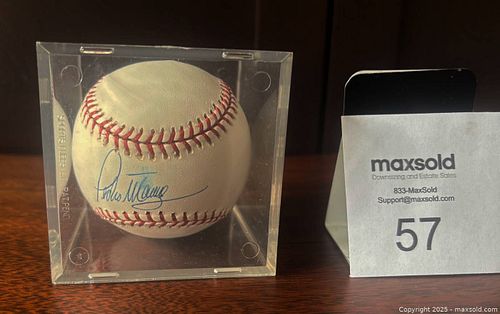 maxsold
Downsizing and Estate Sales
833-MaxSold
Support@maxsold.com
57
Copyright 2025 - maxsold.com